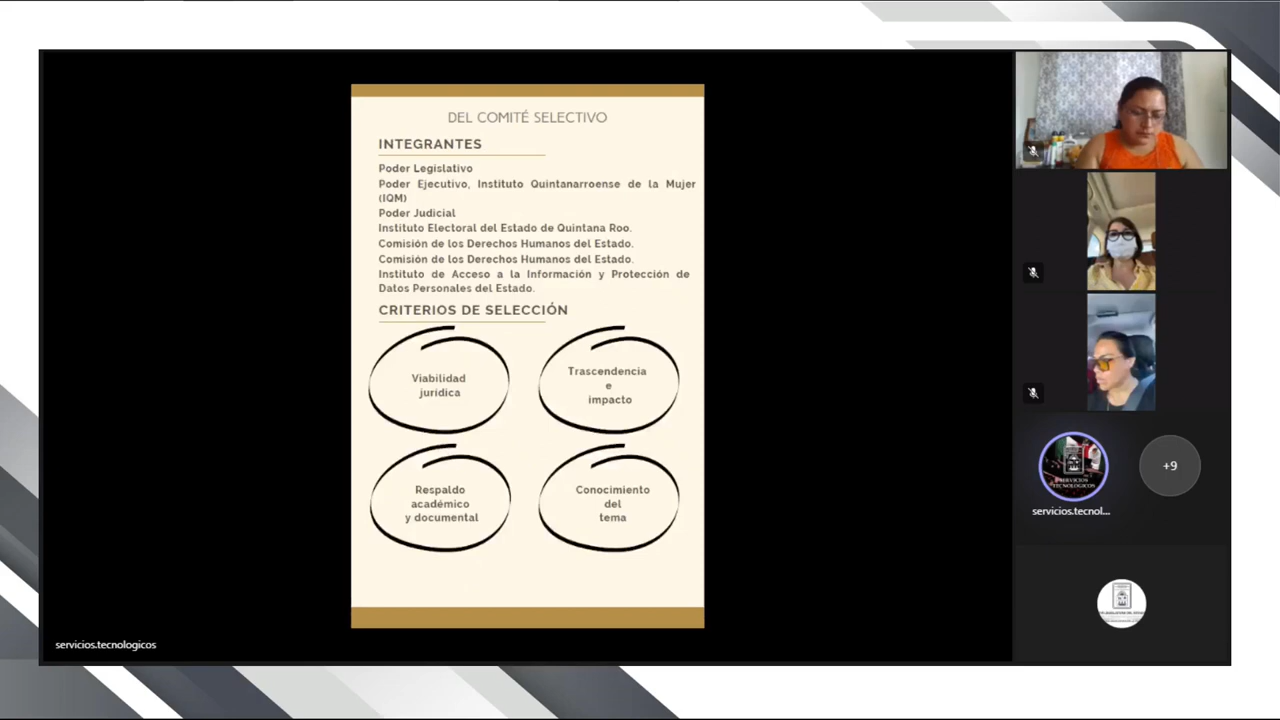 DEL COMITÉ SELECTIVO
INTEGRANTES
Poder Legislativo
Poder Ejecutivo, Instituto Quintanarroense de la Mujer
(IQM)
Poder Judicial
Instituto Electoral del Estado de Quintana Roo.
Comisión de los Derechos Humanos del Estado.
Comisión de los Derechos Humanos del Estado.
Instituto de Acceso a la Información y Protección de
Datos Personales del Estado.
CRITERIOS DE SELECCIÓN
Viabilidad
jurídica
Trascendencia
e
impacto
Respaldo
académico
y documental
Conocimiento
del
tema
servicios.tecnologicos
SERVICIOS
TECNOLOGICOS
+9
servicios.tecnol...